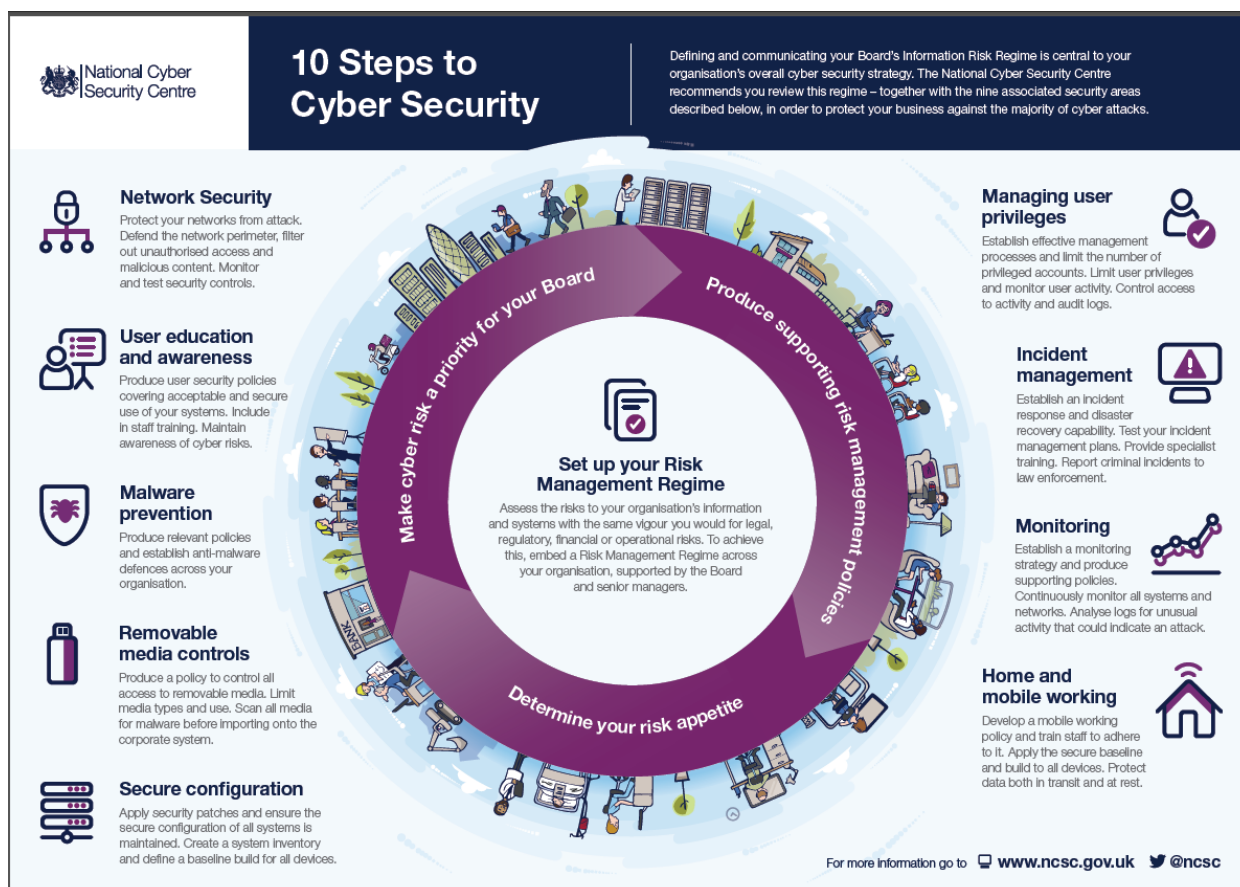 National Cyber
Security Centre
10 Steps to
Cyber Security
Defining and communicating your Board's Information Risk Regime is central to your
organisation's overall cyber security strategy. The National Cyber Security Centre
recommends you review this regime – together with the nine associated security areas
described below, in order to protect your business against the majority of cyber attacks.
Network Security
Protect your networks from attack.
Defend the network perimeter, filter
out unauthorised access and
malicious content. Monitor
and test security controls.
User education
and awareness
Produce user security policies
covering acceptable and secure
use of your systems. Include
in staff training. Maintain
awareness of cyber risks.
Malware
prevention
Produce relevant policies
and establish anti-malware
defences across your
organisation.
Removable
media controls
Produce a policy to control all
access to removable media. Limit
media types and use. Scan all media
for malware before importing onto the
corporate system.
Secure configuration
Apply security patches and ensure the
secure configuration of all systems is
maintained. Create a system inventory
and define a baseline build for all devices.
Make cyber risk a priority for your Board
Produce supporting risk management policies
Determine your risk appetite
BANK
Set up your Risk
Management Regime
Assess the risks to your organisation's information
and systems with the same vigour you would for legal,
regulatory, financial or operational risks. To achieve
this, embed a Risk Management Regime across
your organisation, supported by the Board
and senior managers.
Managing user
privileges
Establish effective management
processes and limit the number of
privileged accounts. Limit user privileges
and monitor user activity. Control access
to activity and audit logs.
Incident
management
Establish an incident
response and disaster
recovery capability. Test your incident
management plans. Provide specialist
training. Report criminal incidents to
law enforcement.
Monitoring
Establish a monitoring
strategy and produce
supporting policies.
Continuously monitor all systems and
networks. Analyse logs for unusual
activity that could indicate an attack.
Home and
mobile working
Develop a mobile working
policy and train staff to adhere
to it. Apply the secure baseline
and build to all devices. Protect
data both in transit and at rest.
For more information go to www.ncsc.gov.uk @ncsc